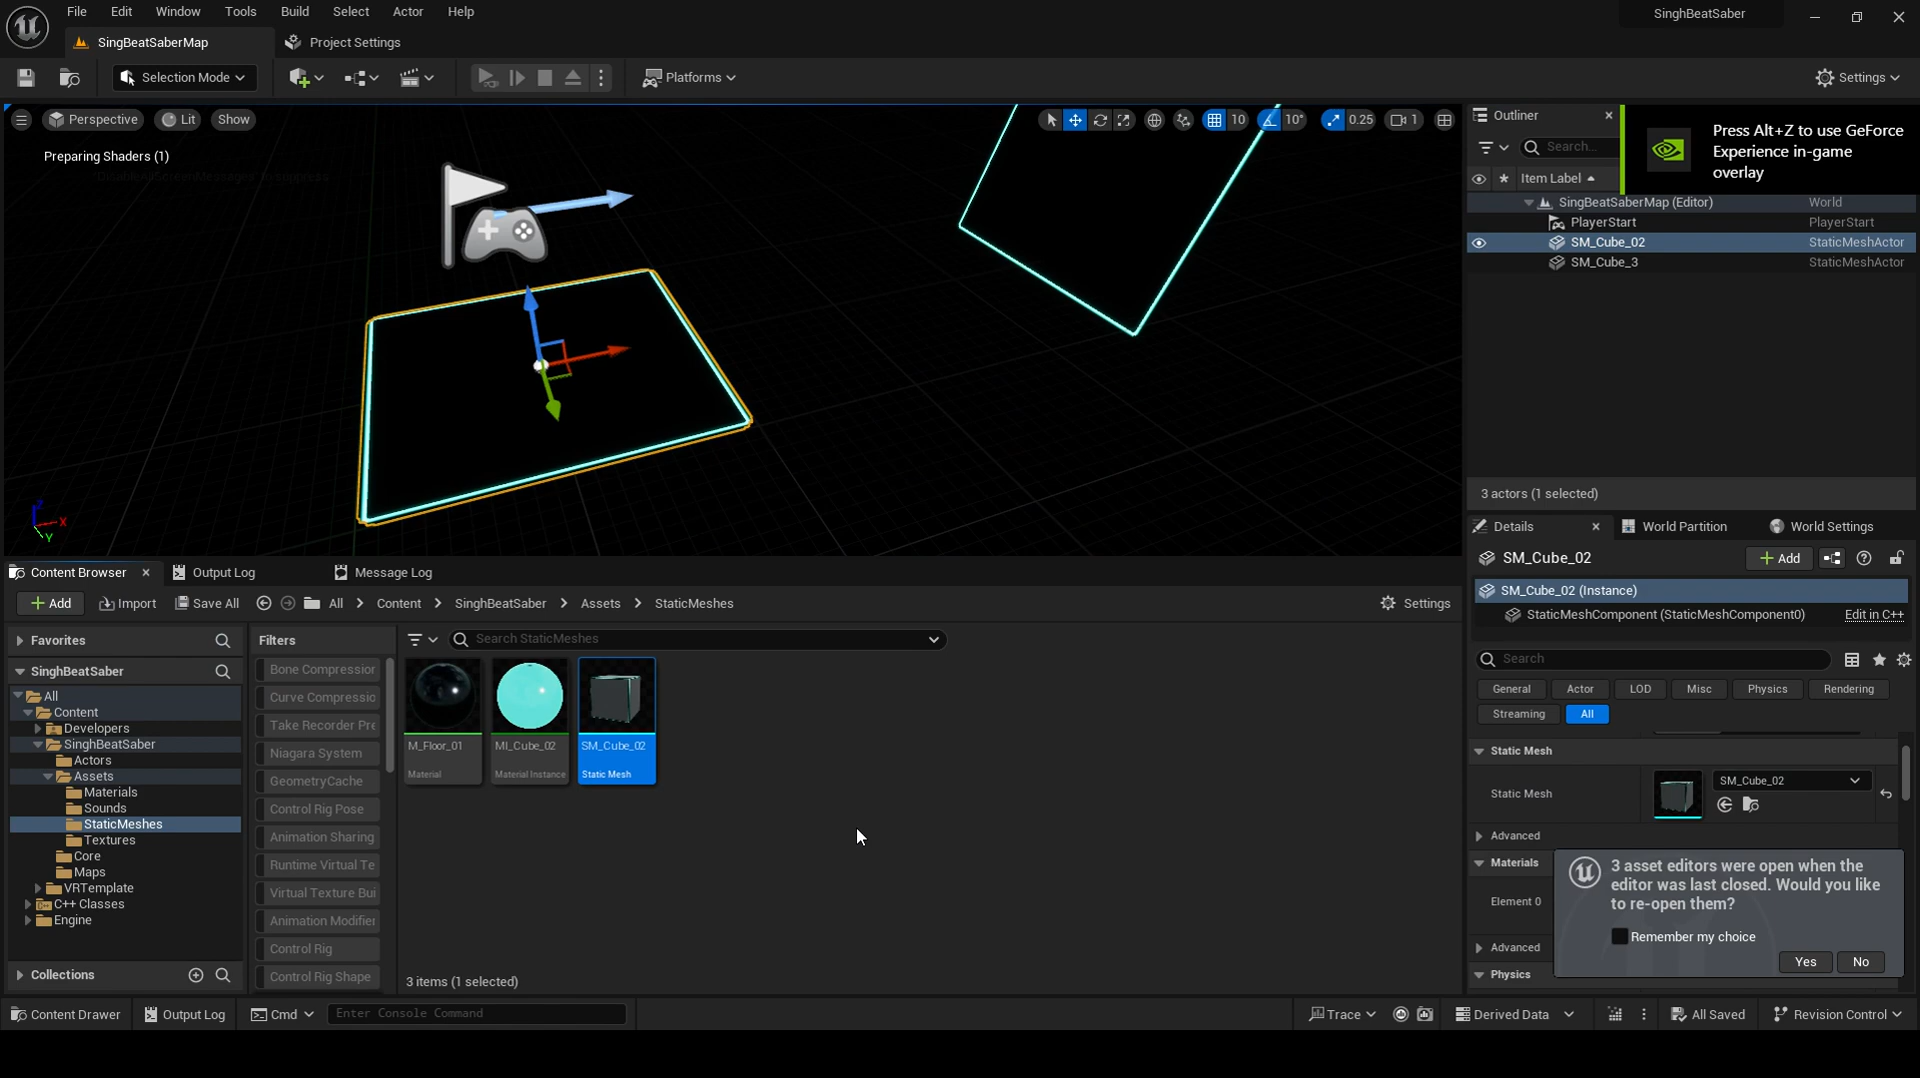 File Edit Window Tools Build Select Actor Help
SinghBeatSaber
SingBeatSaberMap
Project Settings
Selection Mode
Platforms
Settings
Perspective
Lit
Show
10
10°
0.25
1
Preparing Shaders (1)
'DisableAllScreenMessages' to suppress
Outliner
Press Alt+Z to use GeForce
Experience in-game
overlay
Search...
Item Label
SingBeatSaberMap (Editor) World
PlayerStart PlayerStart
SM_Cube_02 StaticMeshActor
SM_Cube_3 StaticMeshActor
3 actors (1 selected)
X
Y
Z
Details
World Partition
World Settings
SM_Cube_02
Add
SM_Cube_02 (Instance)
StaticMeshComponent (StaticMeshComponent0) Edit in C++
Search
General Actor LOD Misc Physics Rendering
Streaming All
Static Mesh
Static Mesh
SM_Cube_02
Advanced
Materials
Element 0
Advanced
Physics
3 asset editors were open when the
editor was last closed. Would you like
to re-open them?
Remember my choice
Yes No
Content Browser
Output Log
Message Log
Add
Import
Save All
All > Content > SinghBeatSaber > Assets > StaticMeshes
Settings
Favorites
SinghBeatSaber
All
Content
Developers
SinghBeatSaber
Actors
Assets
Materials
Sounds
StaticMeshes
Textures
Core
Maps
VRTemplate
C++ Classes
Engine
Collections
Filters
Bone Compression
Curve Compressio
Take Recorder Pre
Niagara System
GeometryCache
Control Rig Pose
Animation Sharing
Runtime Virtual Te
Virtual Texture Bui
Animation Modifier
Control Rig
Control Rig Shape
Search StaticMeshes
M_Floor_01
Material
MI_Cube_02
Material Instance
SM_Cube_02
Static Mesh
3 items (1 selected)
Content Drawer
Output Log
Cmd
Enter Console Command
Trace
Derived Data
All Saved
Revision Control